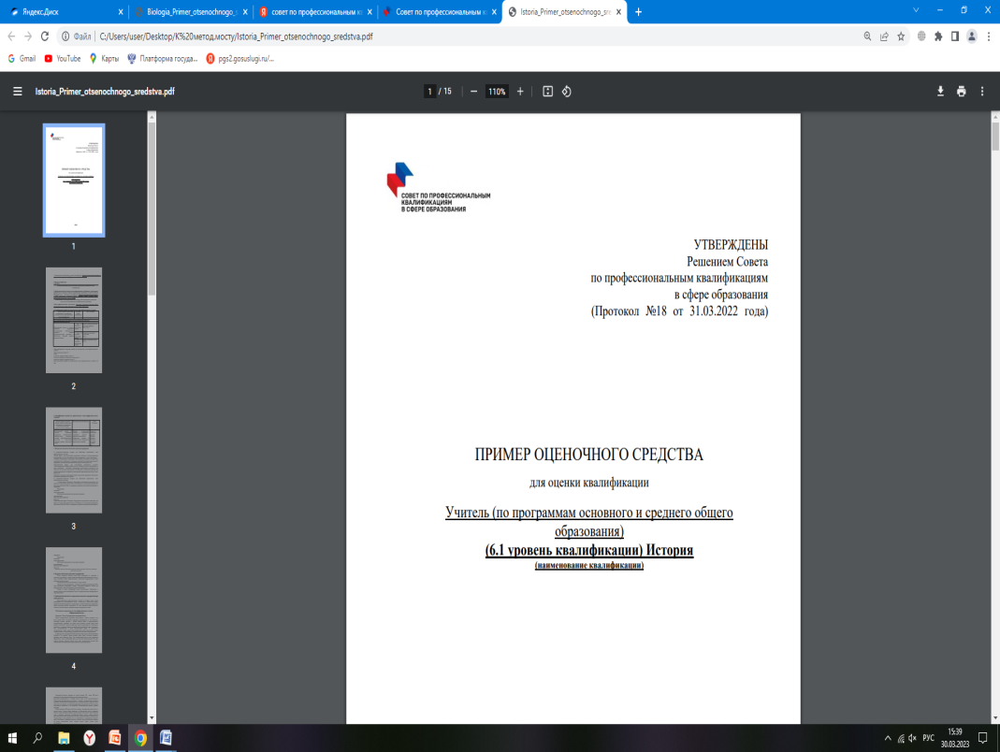 Яндекс.Диск
Biologia_Primer_otsenochnogo_s
совет по профессиональным кв
Совет по профессиональным кв
Istoria_Primer_otsenochnogo_sre
Файл | C:/Users/user/Desktop/К%20метод.мосту/Istoria_Primer_otsenochnogo_sredstva.pdf
Gmail YouTube Карты Платформа госуда... pgs2.gosuslugi.ru/...
Istoria_Primer_otsenochnogo_sredstva.pdf
1 / 15
110%
1
2
3
4
СОВЕТ ПО ПРОФЕССИОНАЛЬНЫМ
КВАЛИФИКАЦИЯМ
В СФЕРЕ ОБРАЗОВАНИЯ
УТВЕРЖДЕНЫ
Решением Совета
по профессиональным квалификациям
в сфере образования
(Протокол №18 от 31.03.2022 года)
ПРИМЕР ОЦЕНОЧНОГО СРЕДСТВА
для оценки квалификации
Учитель (по программам основного и среднего общего
образования)
(6.1 уровень квалификации) История
(наименование квалификации)
РУС
15:39
30.03.2023